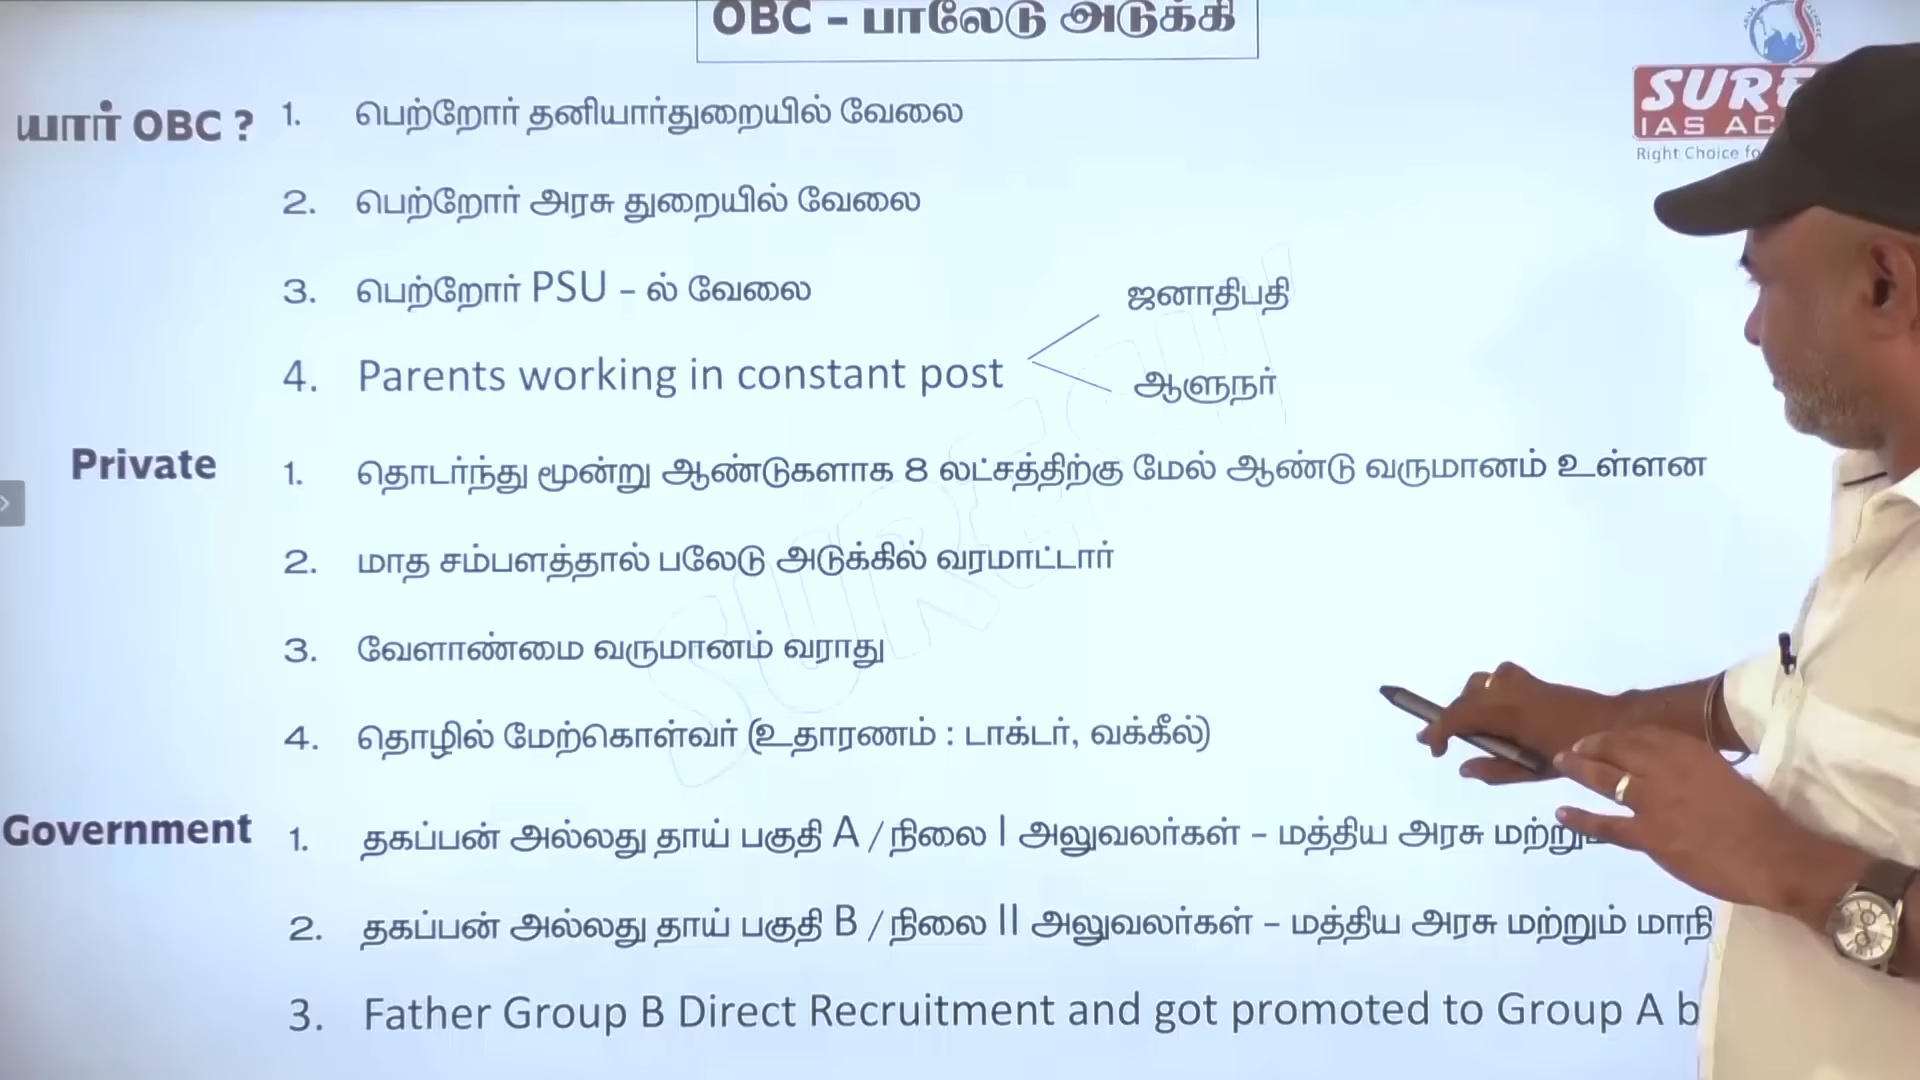 OBC – பாலேடு அடுக்கி
யார் OBC ?
1. பெற்றோர் தனியார்துறையில் வேலை
2. பெற்றோர் அரசு துறையில் வேலை
3. பெற்றோர் PSU – ல் வேலை
4. Parents working in constant post
ஜனாதிபதி
ஆளுநர்
Private
1. தொடர்ந்து மூன்று ஆண்டுகளாக 8 லட்சத்திற்கு மேல் ஆண்டு வருமானம் உள்ளன
2. மாத சம்பளத்தால் பலேடு அடுக்கில் வரமாட்டார்
3. வேளாண்மை வருமானம் வராது
4. தொழில் மேற்கொள்வர் (உதாரணம் : டாக்டர், வக்கீல்)
Government
1. தகப்பன் அல்லது தாய் பகுதி A / நிலை I அலுவலர்கள் – மத்திய அரசு
2. தகப்பன் அல்லது தாய் பகுதி B / நிலை II அலுவலர்கள் – மத்திய அரசு மற்றும் மாநி
3. Father Group B Direct Recruitment and got promoted to Group A b
SURE
IAS AC
Right Choice fo
SURESH